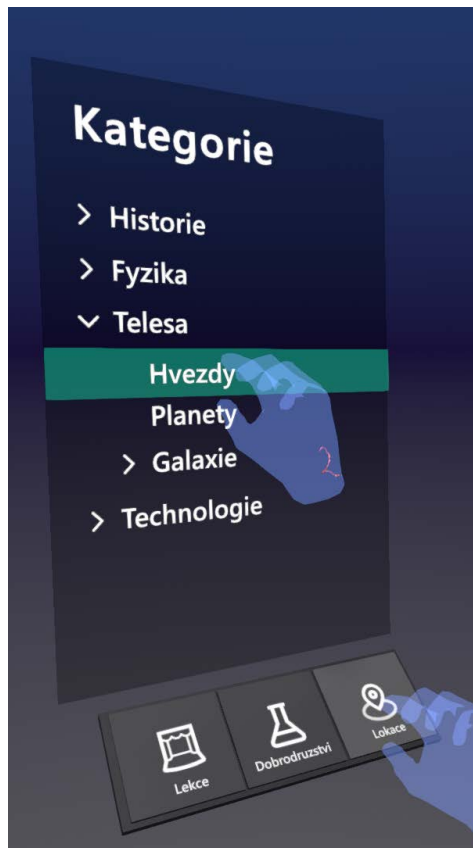 Kategorie
> Historie
> Fyzika
Telesa
Hvezdy
Planety
> Galaxie
> Technologie
Lekce
Dobrodruzstvi
Lokace